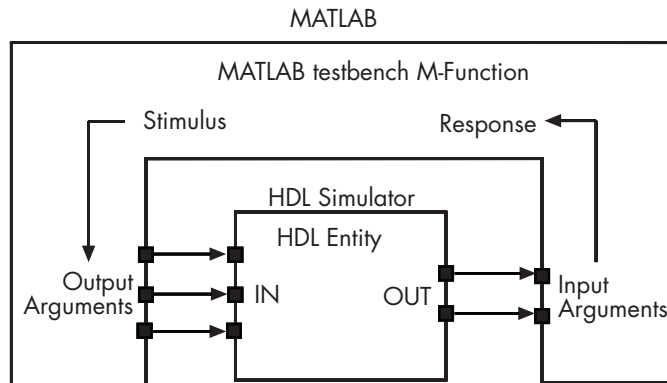 MATLAB
MATLAB testbench M-Function
Stimulus
Response
HDL Simulator
HDL Entity
Output
Arguments
IN
OUT
Input
Arguments